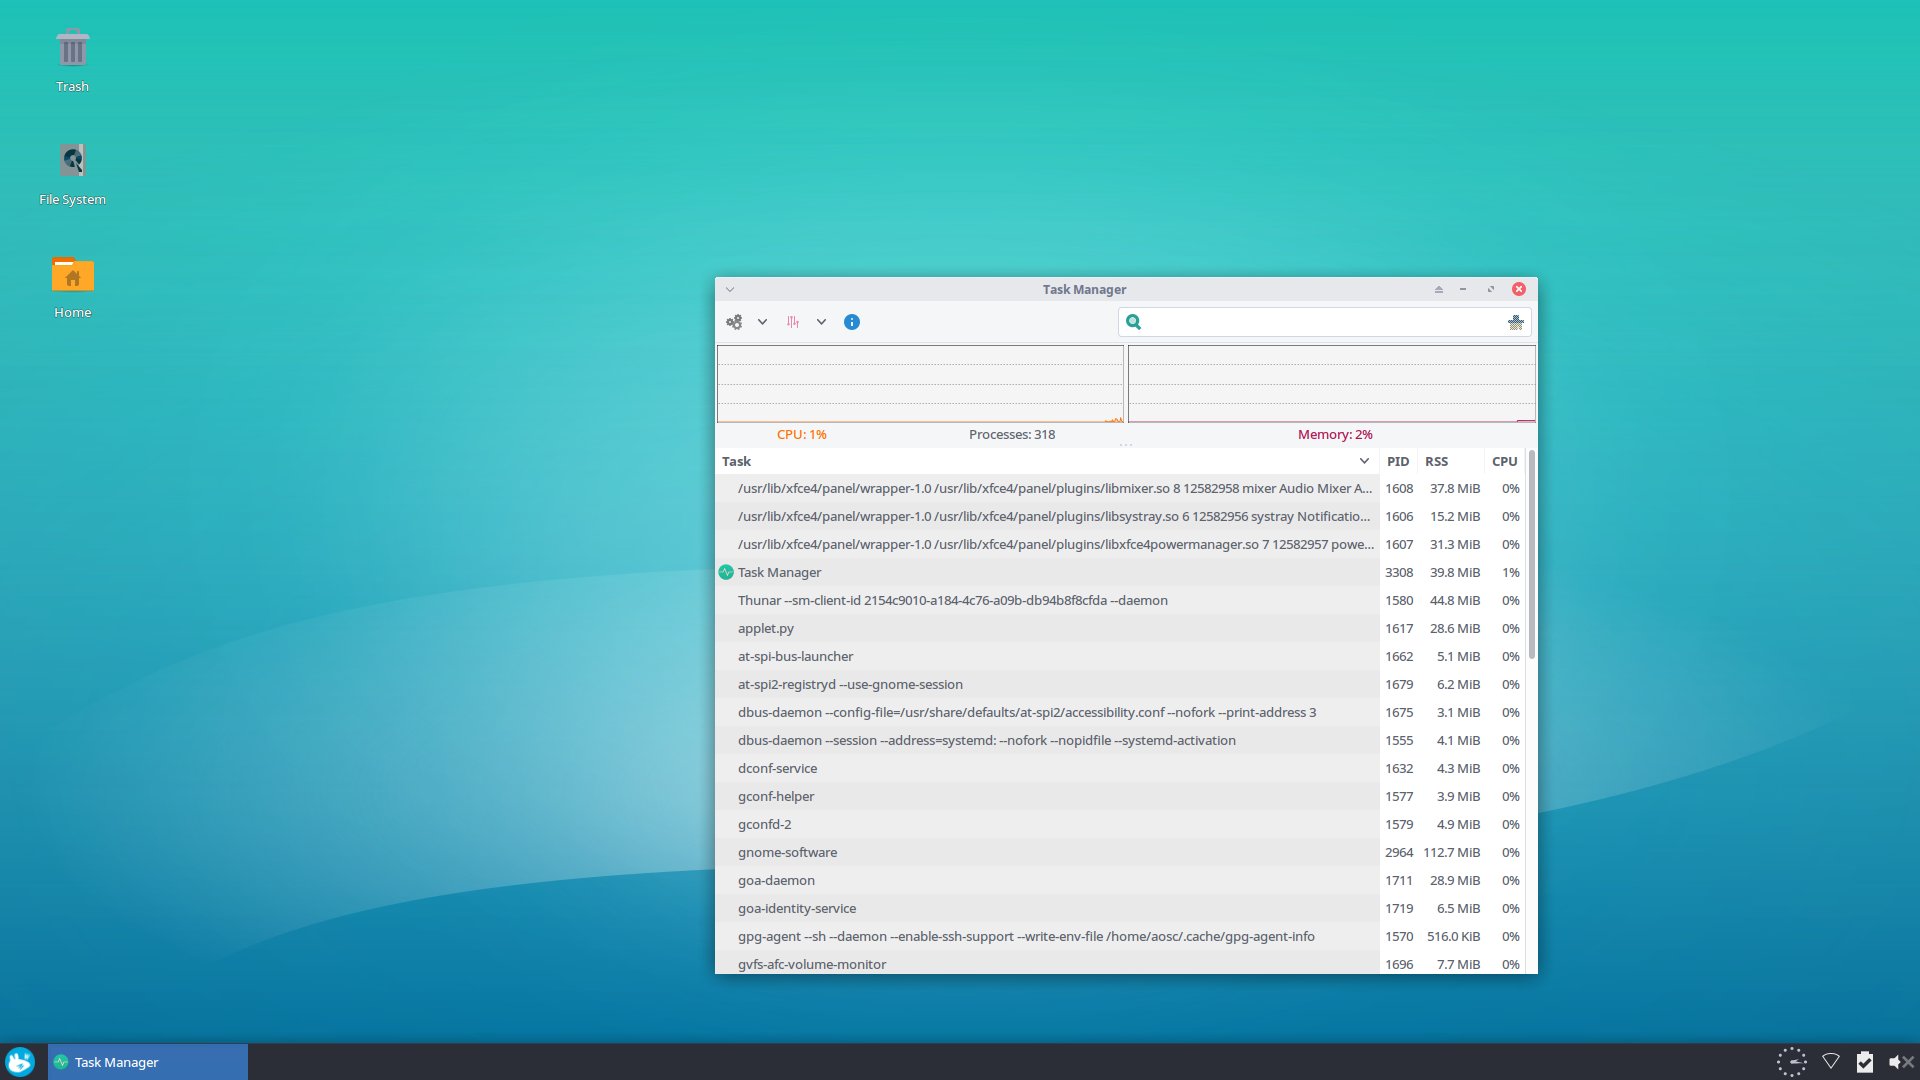 Trash
File System
Home
Task Manager
CPU: 1% Processes: 318 Memory: 2%
Task PID RSS CPU
/usr/lib/xfce4/panel/wrapper-1.0 /usr/lib/xfce4/panel/plugins/libmixer.so 8 12582958 mixer Audio Mixer A... 1608 37.8 MiB 0%
/usr/lib/xfce4/panel/wrapper-1.0 /usr/lib/xfce4/panel/plugins/libsystray.so 6 12582956 systray Notificatio... 1606 15.2 MiB 0%
/usr/lib/xfce4/panel/wrapper-1.0 /usr/lib/xfce4/panel/plugins/libxfce4powermanager.so 7 12582957 powe... 1607 31.3 MiB 0%
Task Manager 3308 39.8 MiB 1%
Thunar --sm-client-id 2154c9010-a184-4c76-a09b-db94b8f8cfda --daemon 1580 44.8 MiB 0%
applet.py 1617 28.6 MiB 0%
at-spi-bus-launcher 1662 5.1 MiB 0%
at-spi2-registryd --use-gnome-session 1679 6.2 MiB 0%
dbus-daemon --config-file=/usr/share/defaults/at-spi2/accessibility.conf --nofork --print-address 3 1675 3.1 MiB 0%
dbus-daemon --session --address=systemd: --nofork --nopidfile --systemd-activation 1555 4.1 MiB 0%
dconf-service 1632 4.3 MiB 0%
gconf-helper 1577 3.9 MiB 0%
gconfd-2 1579 4.9 MiB 0%
gnome-software 2964 112.7 MiB 0%
goa-daemon 1711 28.9 MiB 0%
goa-identity-service 1719 6.5 MiB 0%
gpg-agent --sh --daemon --enable-ssh-support --write-env-file /home/aosc/.cache/gpg-agent-info 1570 516.0 KiB 0%
gvfs-afc-volume-monitor 1696 7.7 MiB 0%
Task Manager